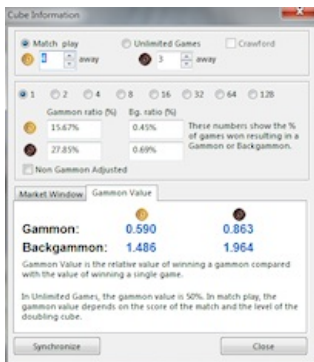 Cube Information
Match play Unlimited Games Crawford
away 3 away
1 2 4 8 16 32 64 128
Gammon ratio (%) Bg. ratio (%)
15.67% 0.45% These numbers show the %
of games won resulting in a
27.85% 0.69% Gammon or Backgammon.
Non Gammon Adjusted
Market Window Gammon Value
Gammon: 0.590 0.863
Backgammon: 1.486 1.964
Gammon Value is the relative value of winning a gammon compared
with the value of winning a single game.
In Unlimited Games, the gammon value is 50%. In match play, the
gammon value depends on the score of the match and the level of the
doubling cube.
Synchronize Close